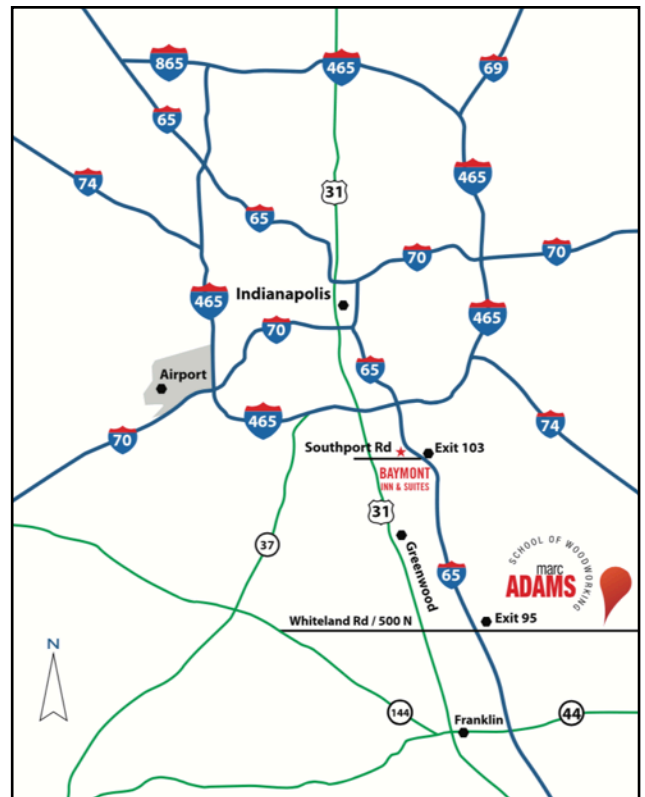 865
465
69
65
465
74
31
65
70
70
465
Indianapolis
465
70
65
Airport
465
74
70
Southport Rd
Exit 103
BAYMONT
INN & SUITES
31
37
Greenwood
65
SCHOOL OF WOODWORKING
marc
ADAMS
Whiteland Rd / 500 N
Exit 95
N
144
Franklin
44